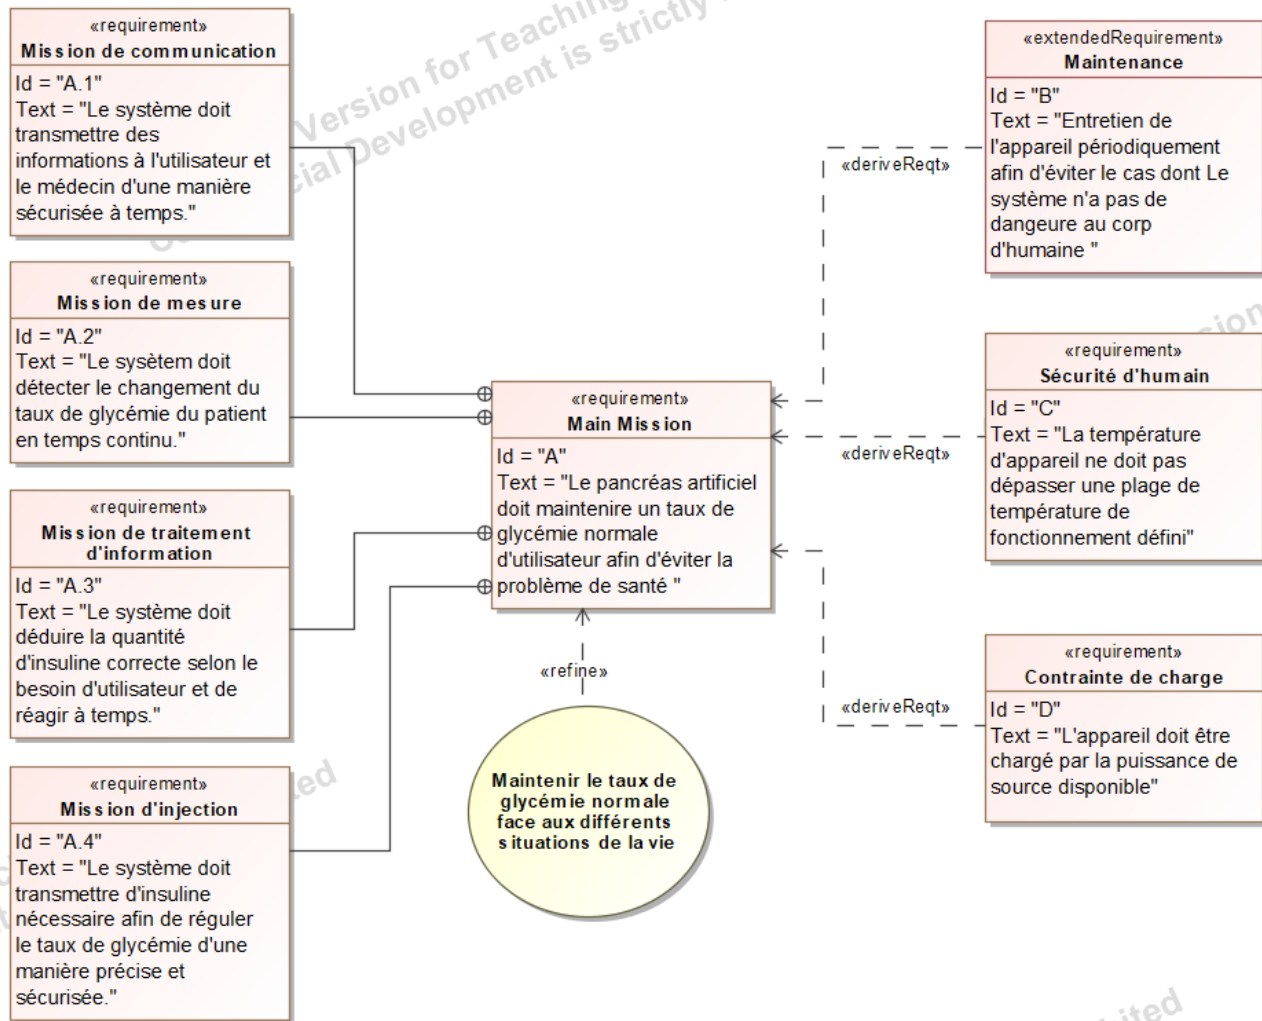 «requirement»
Mission de communication
Id = "A.1"
Text = "Le système doit
transmettre des
informations à l'utilisateur et
le médecin d'une manière
sécurisée à temps."
«requirement»
Mission de mesure
Id = "A.2"
Text = "Le sysètem doit
détecter le changement du
taux de glycémie du patient
en temps continu."
«requirement»
Mission de traitement
d'information
Id = "A.3"
Text = "Le système doit
déduire la quantité
d'insuline correcte selon le
besoin d'utilisateur et de
réagir à temps."
«requirement»
Mission d'injection
Id = "A.4"
Text = "Le système doit
transmettre d'insuline
nécessaire afin de réguler
le taux de glycémie d'une
manière précise et
sécurisée."
«requirement»
Main Mission
Id = "A"
Text = "Le pancréas artificiel
doit maintenire un taux de
glycémie normale
d'utilisateur afin d'éviter la
problème de santé "
«refine»
Maintenir le taux de
glycémie normale
face aux différents
situations de la vie
«deriveReqt»
«deriveReqt»
«deriveReqt»
«extendedRequirement»
Maintenance
Id = "B"
Text = "Entretien de
l'appareil périodiquement
afin d'éviter le cas dont Le
système n'a pas de
dangeure au corp
d'humaine "
«requirement»
Sécurité d'humain
Id = "C"
Text = "La température
d'appareil ne doit pas
dépasser une plage de
température de
fonctionnement défini"
«requirement»
Contrainte de charge
Id = "D"
Text = "L'appareil doit être
chargé par la puissance de
source disponible"
Version for Teaching
cial Development is strictly